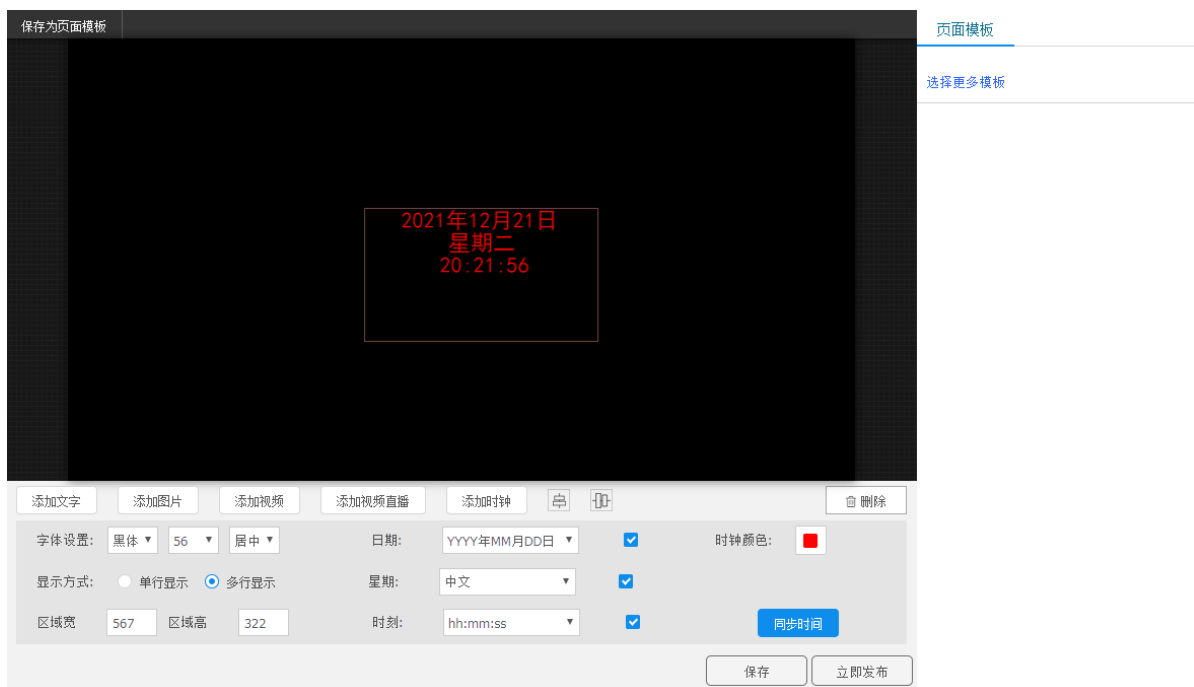 保存为页面模板
页面模板
选择更多模板
2021年12月21日
星期二
20:21:56
添加文字 添加图片 添加视频 添加视频直播 添加时钟 删除
字体设置: 黑体 56 居中 日期: YYYY年MM月DD日 时钟颜色:
显示方式: 单行显示 多行显示 星期: 中文
区域宽 567 区域高 322 时刻: hh:mm:ss 同步时间
保存 立即发布